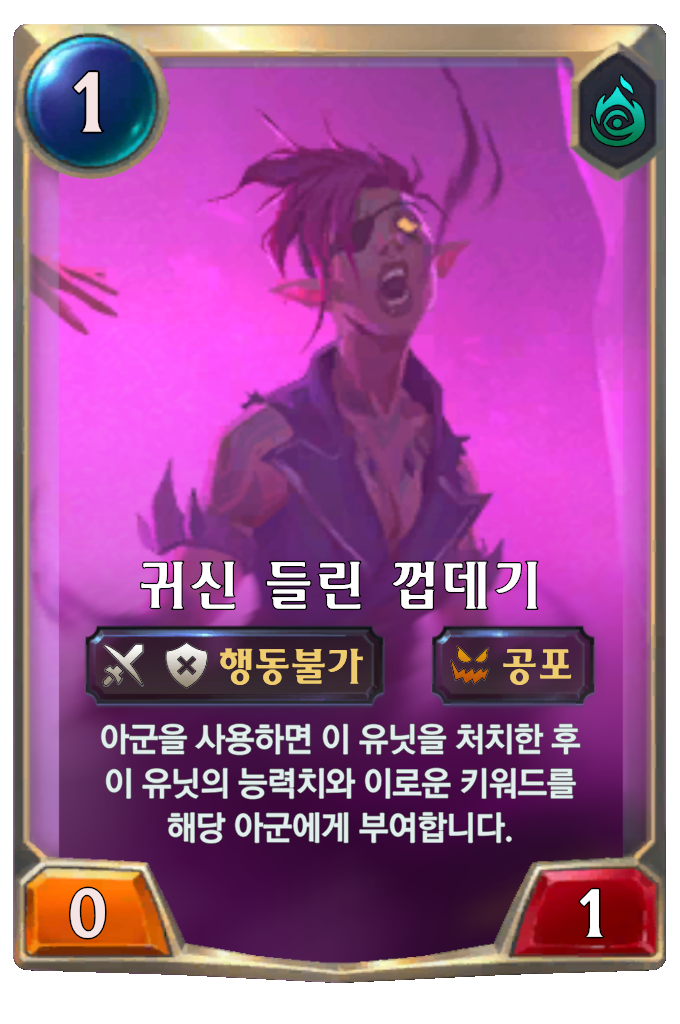 1
귀신 들린 껍데기
행동불가 공포
아군을 사용하면 이 유닛을 처치한 후
이 유닛의 능력치와 이로운 키워드를
해당 아군에게 부여합니다.
0 1